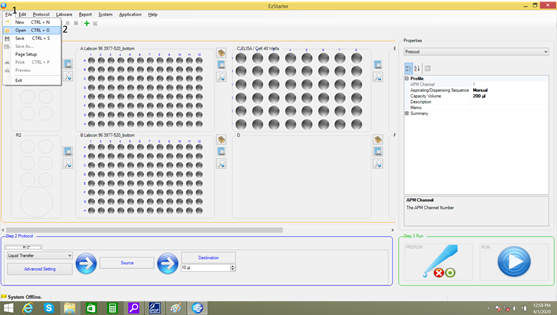 EzStarter
File Edit Protocol Labware Report System Application Help
1
New CTRL + N
Open CTRL + O
2
Save CTRL + S
Save As...
Page Setup
Print CTRL + P
Preview
Exit
A:Labcon 96 3977-520_bottom
C:ELISA / Cell 48 Wells
P.2
B:Labcon 96 3977-520_bottom
D
Properties
Protocol
Profile
APM Channel 1
Aspirating/Dispensing Sequence Manual
Capacity Volume 200 µl
Description
Memo
Summary
APM Channel
The APM Channel Number
Step 2 Protocol
Liquid Transfer
Advanced Setting
Source
Destination
10 µl
Step 3 Run
PREMIUM
RUN
System Offline.
12:58 PM
6/1/2020